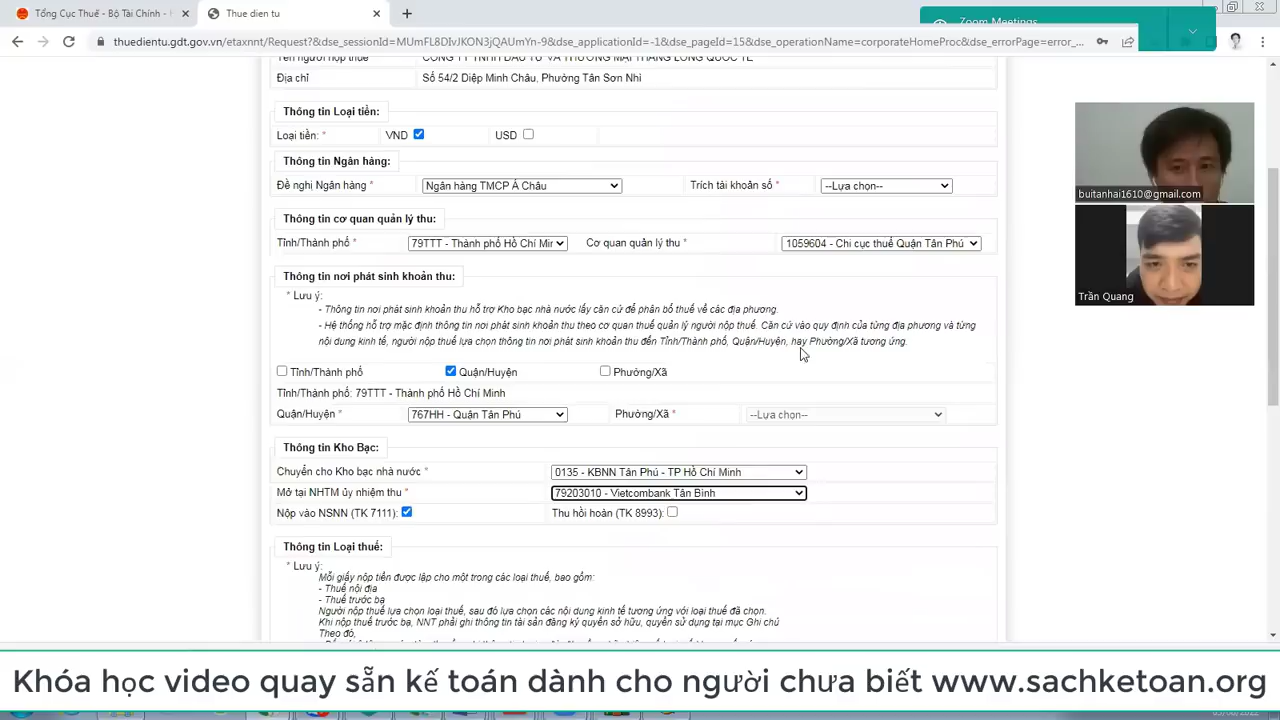 Tổng Cục Thuế - Bộ Tài Chính - H
Thue dien tu
Zoom Meetings
thuedientu.gdt.gov.vn/etaxnnt/Request?&dse_sessionId=
&dse_applicationId=-1&dse_pageId=15&dse_operationName=corporateHomeProc&dse_errorPage=error_...
Tên người nộp thuế CÔNG TY TNHH ĐẦU TƯ VÀ THƯƠNG MẠI THĂNG LONG QUỐC TẾ
Địa chỉ Số 54/2 Diệp Minh Châu, Phường Tân Sơn Nhì
Thông tin Loại tiền:
Loại tiền: * VND USD
Thông tin Ngân hàng:
Đề nghị Ngân hàng * Ngân hàng TMCP Á Châu Trích tài khoản số * --Lựa chọn--
Thông tin cơ quan quản lý thu:
Tỉnh/Thành phố * 79TTT - Thành phố Hồ Chí Mir Cơ quan quản lý thu * 1059604 - Chi cục thuế Quận Tân Phú
Thông tin nơi phát sinh khoản thu:
* Lưu ý:
- Thông tin nơi phát sinh khoản thu hỗ trợ Kho bạc nhà nước lấy căn cứ để phân bổ thuế về các địa phương.
- Hệ thống hỗ trợ mặc định thông tin nơi phát sinh khoản thu theo cơ quan thuế quản lý người nộp thuế. Căn cứ vào quy định của từng địa phương và từng
nội dung kinh tế, người nộp thuế lựa chọn thông tin nơi phát sinh khoản thu đến Tỉnh/Thành phố, Quận/Huyện, hay Phường/Xã tương ứng.
Tỉnh/Thành phố Quận/Huyện Phường/Xã
Tỉnh/Thành phố: 79TTT - Thành phố Hồ Chí Minh
Quận/Huyện * 767HH - Quận Tân Phú Phường/Xã * --Lựa chọn--
Thông tin Kho Bạc:
Chuyển cho Kho bạc nhà nước * 0135 - KBNN Tân Phú - TP Hồ Chí Minh
Mở tại NHTM ủy nhiệm thu * 79203010 - Vietcombank Tân Bình
Nộp vào NSNN (TK 7111): Thu hồi hoàn (TK 8993):
Thông tin Loại thuế:
* Lưu ý:
Mỗi giấy nộp tiền được lập cho một trong các loại thuế, bao gồm:
- Thuế nội địa
- Thuế trước bạ
Người nộp thuế lựa chọn loại thuế, sau đó lựa chọn các nội dung kinh tế tương ứng với loại thuế đã chọn.
Khi nộp thuế trước bạ, NNT phải ghi thông tin tài sản đăng ký quyền sở hữu, quyền sử dụng tại mục Ghi chú
Theo đó,
buitanhai1610@gmail.com
Trần Quang
Khóa học video quay sẵn kế toán dành cho người chưa biết www.sachketoan.org